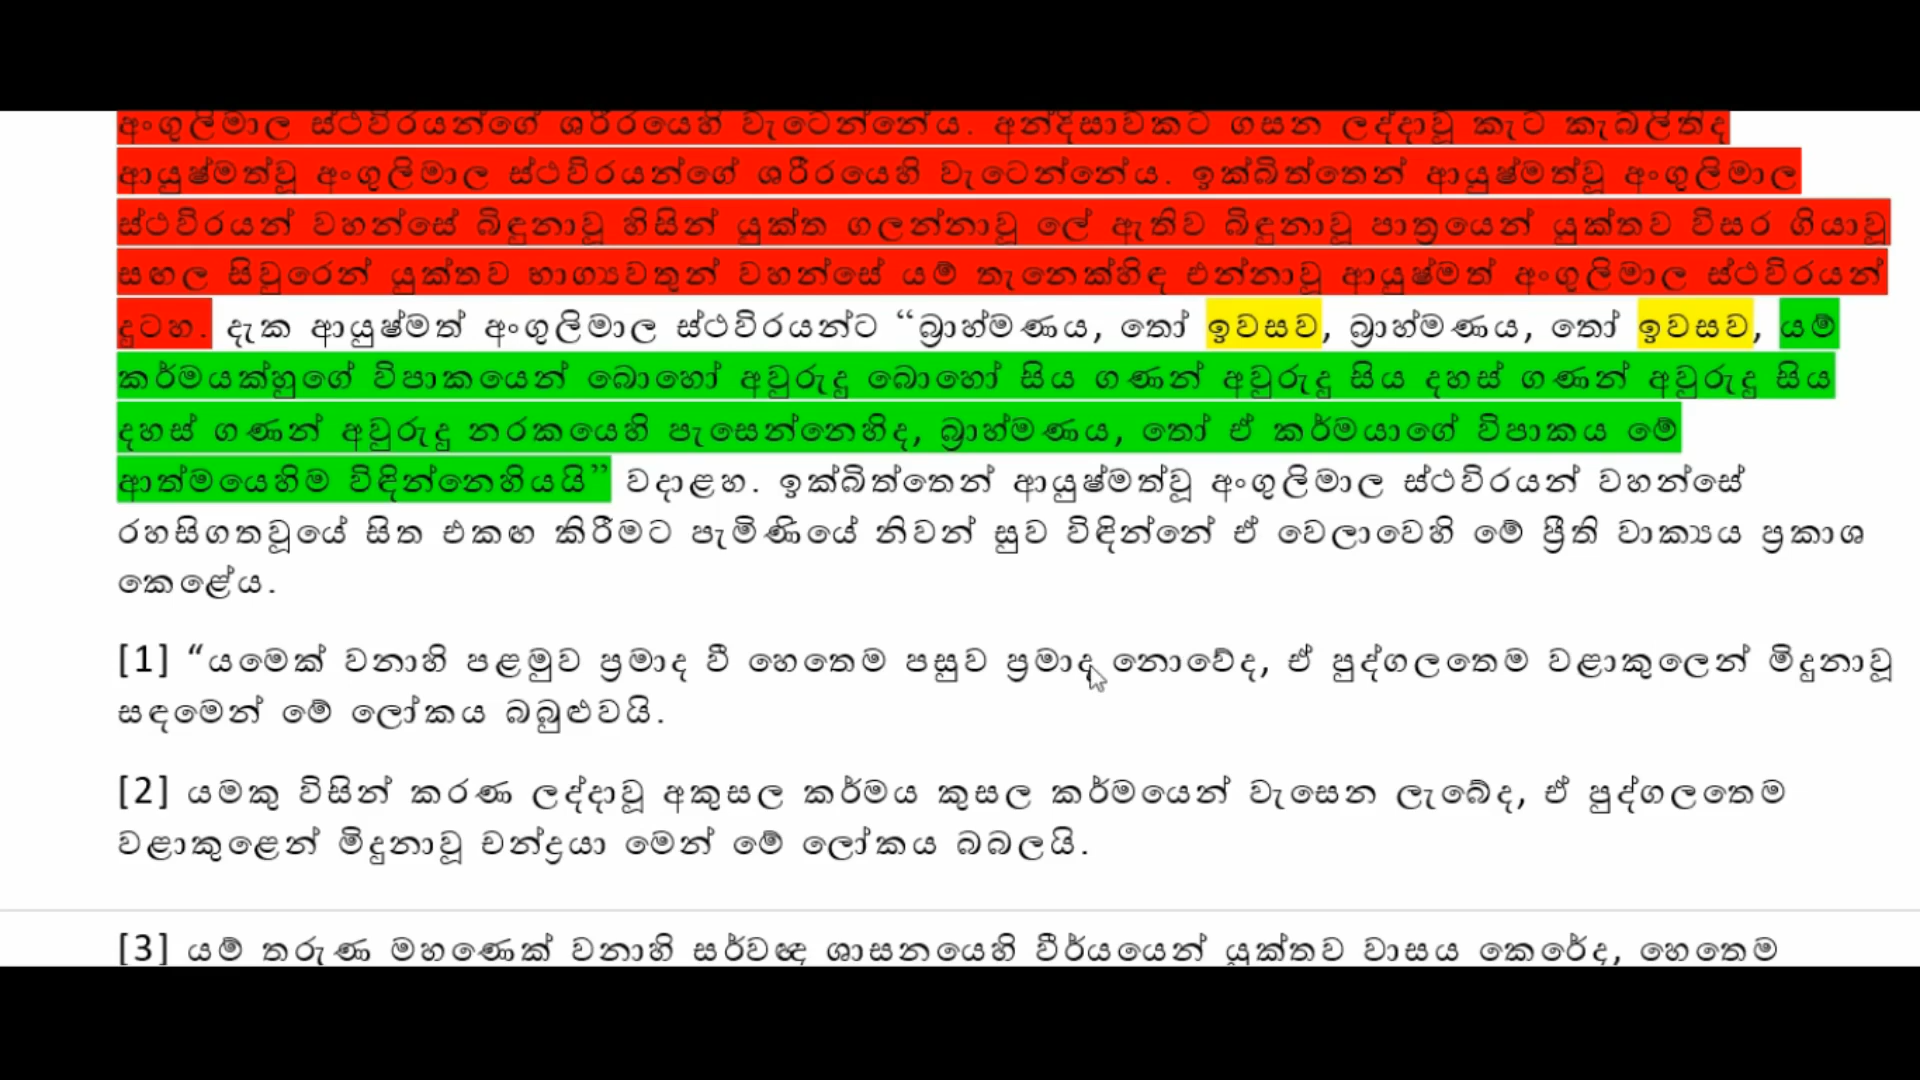 අංගුලිමාල ස්ථවිරයන්ගේ ශරීරයෙහි වැටෙන්නේය. අන්දිසාවකට ගසන ලද්දාවූ කැට කැබලිතිද
ආයුෂ්මත්වූ අංගුලිමාල ස්ථවිරයන්ගේ ශරීරයෙහි වැටෙන්නේය. ඉක්බිත්තෙන් ආයුෂ්මත්වූ අංගුලිමාල
ස්ථවිරයන් වහන්සේ බිඳුනාවූ හිසින් යුක්ත ගලන්නාවූ ලේ ඇතිව බිඳුනාවූ පාත්‍රයෙන් යුක්තව විසර ගියාවූ
සඟල සිවුරෙන් යුක්තව භාග්‍යවතුන් වහන්සේ යම් තැනෙක්හිඳ එන්නාවූ ආයුෂ්මත් අංගුලිමාල ස්ථවිරයන්
දුටහ. දැක ආයුෂ්මත් අංගුලිමාල ස්ථවිරයන්ට “බ්‍රාහ්මණය, තෝ ඉවසව, බ්‍රාහ්මණය, තෝ ඉවසව, යම්
කර්මයක්හුගේ විපාකයෙන් බොහෝ අවුරුදු බොහෝ සිය ගණන් අවුරුදු සිය දහස් ගණන් අවුරුදු සිය
දහස් ගණන් අවුරුදු නරකයෙහි පැසෙන්නෙහිද, බ්‍රාහ්මණය, තෝ ඒ කර්මයාගේ විපාකය මේ
ආත්මයෙහිම විඳින්නෙහියයි” වදාළහ. ඉක්බිත්තෙන් ආයුෂ්මත්වූ අංගුලිමාල ස්ථවිරයන් වහන්සේ
රහසිගතවූයේ සිත එකඟ කිරීමට පැමිණියේ නිවන් සුව විඳින්නේ ඒ වෙලාවෙහි මේ ප්‍රීති වාක්‍යය ප්‍රකාශ
කෙළේය.
[1] “යමෙක් වනාහි පළමුව ප්‍රමාද වී හෙතෙම පසුව ප්‍රමාද නොවේද, ඒ පුද්ගලතෙම වළාකුලෙන් මිදුනාවූ
සඳමෙන් මේ ලෝකය බබුළුවයි.
[2] යමකු විසින් කරණ ලද්දාවූ අකුසල කර්මය කුසල කර්මයෙන් වැසෙන ලැබේද, ඒ පුද්ගලතෙම
වළාකුළෙන් මිදුනාවූ චන්ද්‍රයා මෙන් මේ ලෝකය බබලයි.
[3] යම් තරුණ මහණෙක් වනාහි සර්වඥ ශාසනයෙහි වීර්යයෙන් යුක්තව වාසය කෙරේද, හෙතෙම